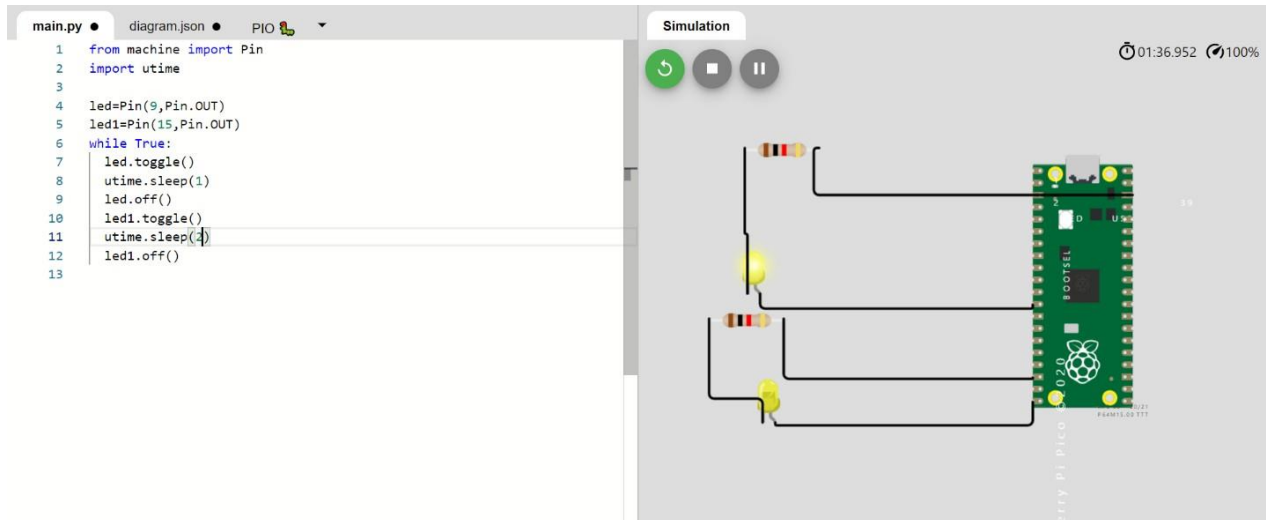 main.py ● diagram.json ● PIO
Simulation
01:36.952 100%
1 from machine import Pin
2 import utime
3
4 led=Pin(9,Pin.OUT)
5 led1=Pin(15,Pin.OUT)
6 while True:
7 led.toggle()
8 utime.sleep(1)
9 led.off()
10 led1.toggle()
11 utime.sleep(2)
12 led1.off()
13
BOOTSEL
©2020